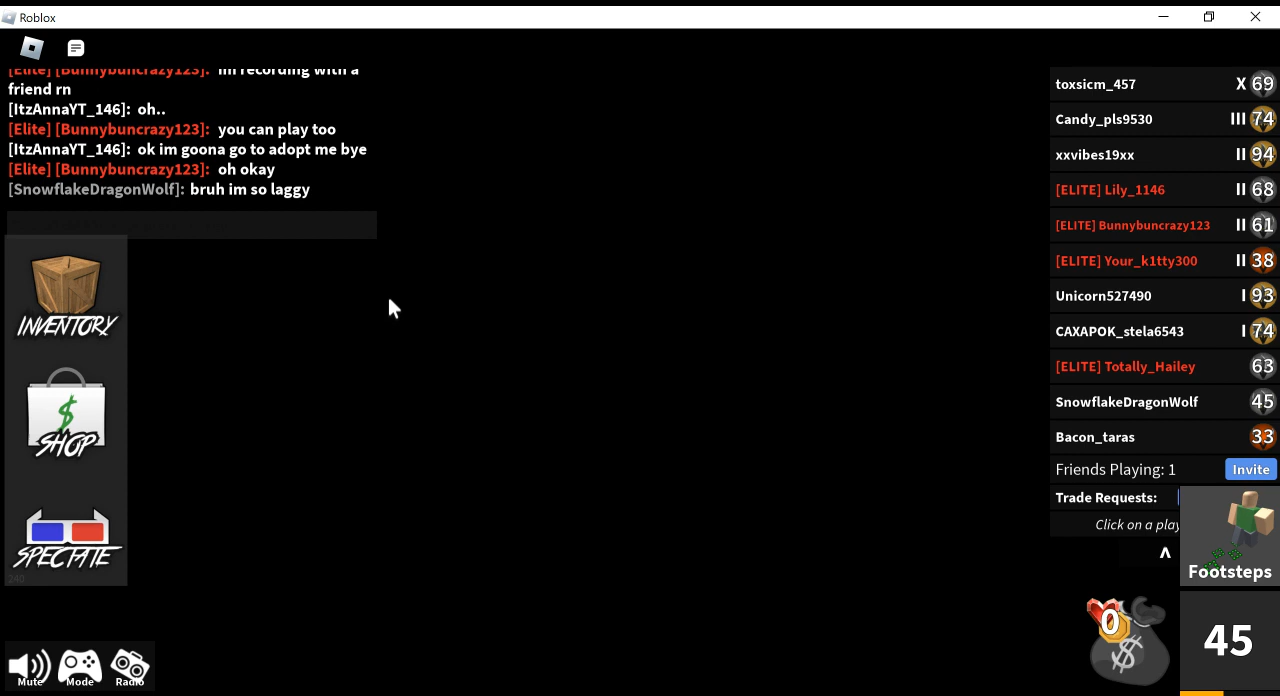 Roblox
[Elite] [Bunnybuncrazy123]: im recording with a
friend rn
[ItzAnnaYT_146]: oh..
[Elite] [Bunnybuncrazy123]: you can play too
[ItzAnnaYT_146]: ok im goona go to adopt me bye
[Elite] [Bunnybuncrazy123]: oh okay
[SnowflakeDragonWolf]: bruh im so laggy
INVENTORY
$
SHOP
SPECTATE
240
Mute
Mode
Radio
toxsicm_457 X 69
Candy_pls9530 III 74
xxvibes19xx II 94
[ELITE] Lily_1146 II 68
[ELITE] Bunnybuncrazy123 II 61
[ELITE] Your_k1tty300 II 38
Unicorn527490 I 93
CAXAPOK_stela6543 I 74
[ELITE] Totally_Hailey 63
SnowflakeDragonWolf 45
Bacon_taras 33
Friends Playing: 1 Invite
Trade Requests:
Click on a play
Footsteps
0
$
45